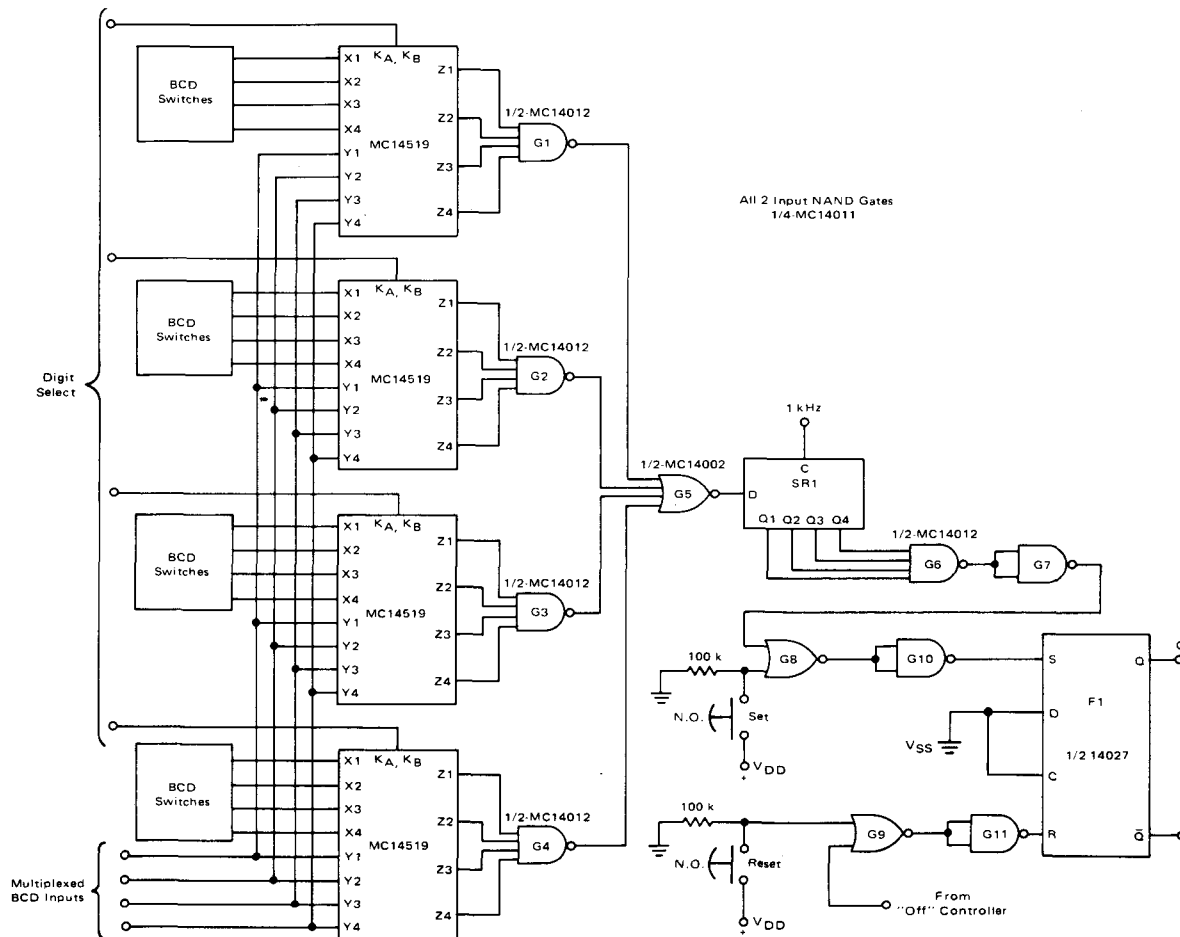 Digit
Select
BCD
Switches
KA, KB
X1
X2
X3
X4
Y1
Y2
Y3
Y4
MC14519
Z1
Z2
Z3
Z4
1/2-MC14012
G1
All 2 Input NAND Gates
1/4-MC14011
BCD
Switches
KA, KB
X1
X2
X3
X4
Y1
Y2
Y3
Y4
MC14519
Z1
Z2
Z3
Z4
1/2-MC14012
G2
BCD
Switches
KA, KB
X1
X2
X3
X4
Y1
Y2
Y3
Y4
MC14519
Z1
Z2
Z3
Z4
1/2-MC14012
G3
BCD
Switches
KA, KB
X1
X2
X3
X4
Y1
Y2
Y3
Y4
MC14519
Z1
Z2
Z3
Z4
1/2-MC14012
G4
Multiplexed
BCD Inputs
1/2-MC14002
G5
1 kHz
C
SR1
D
Q1 Q2 Q3 Q4
1/2-MC14012
G6
G7
100 k
G8
G10
N.O.
Set
+ VDD
S
Q
F1
D
VSS
1/2 14027
C
100 k
G9
G11
R
Q̄
N.O.
Reset
+ VDD
From
"Off" Controller